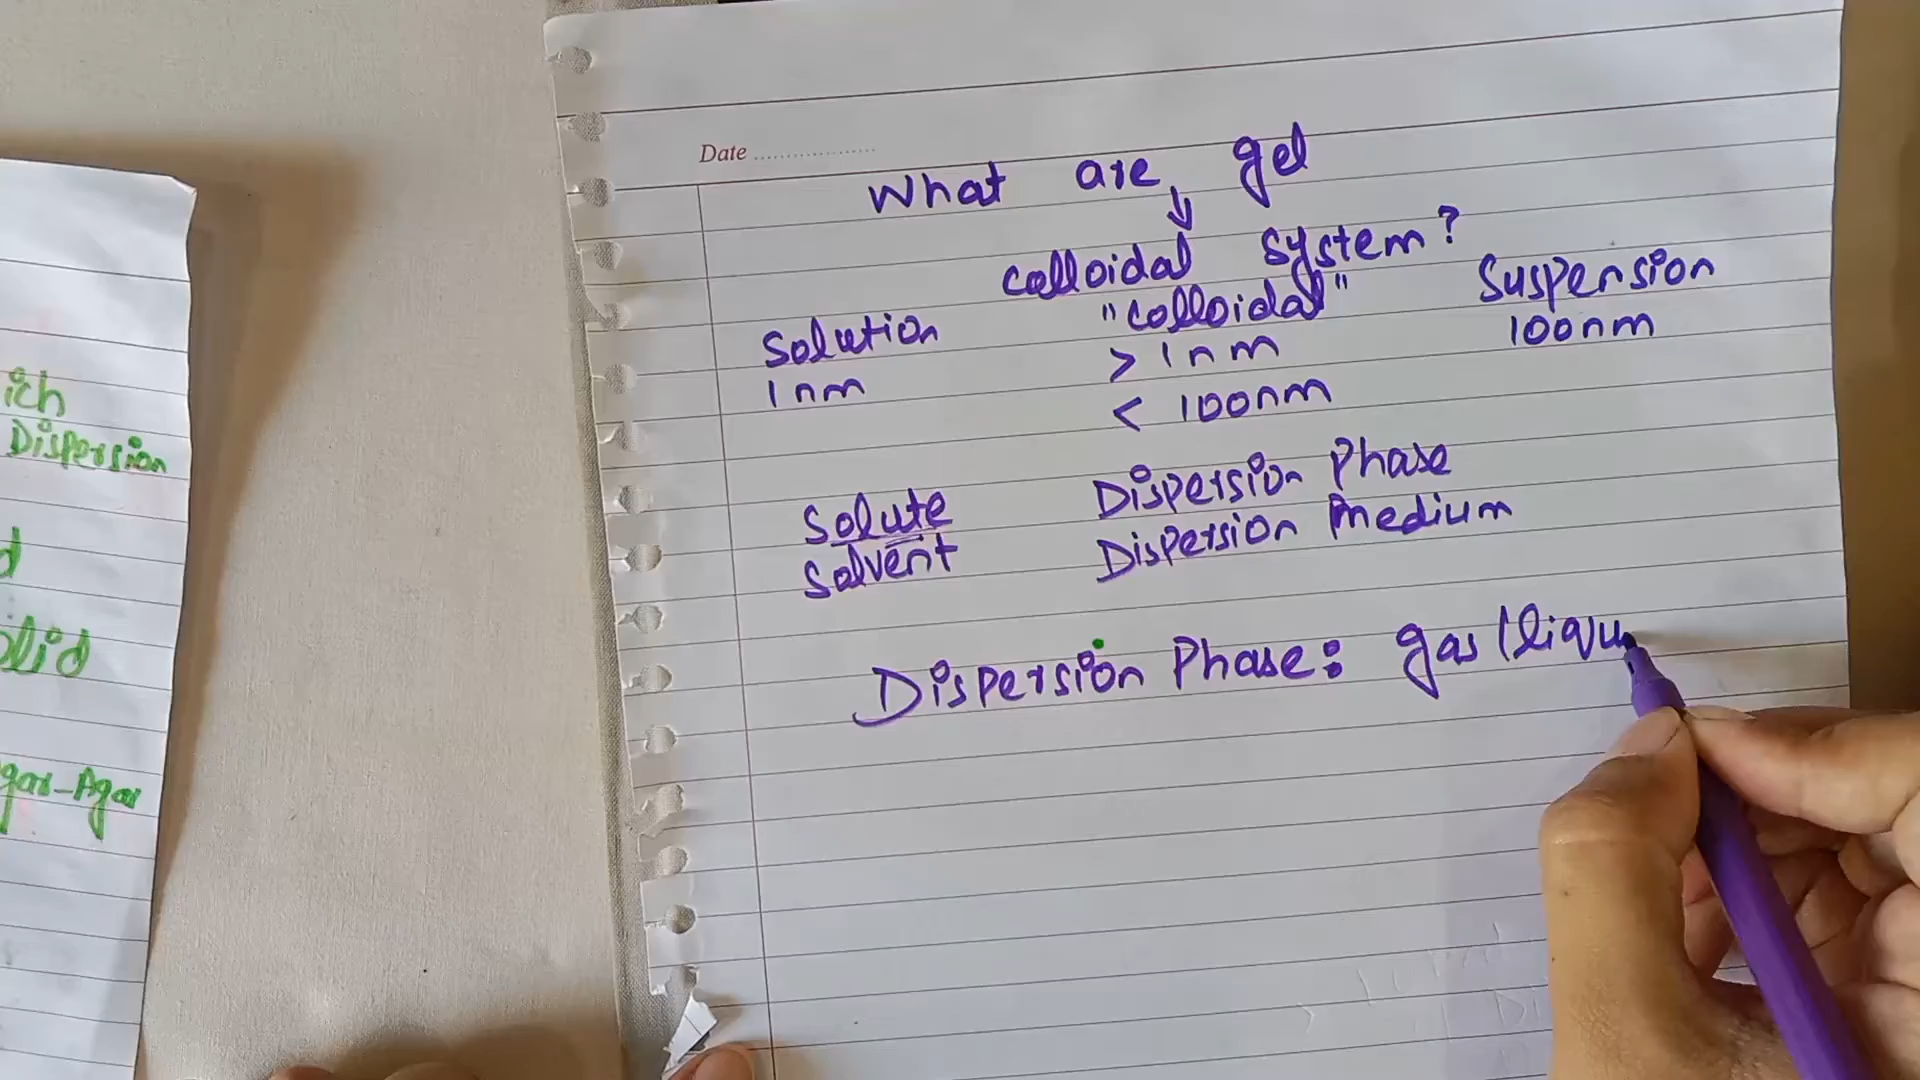 ich
Dispersion
d
olid
gar-Agar
Date
What are gel
colloidal system?
Solution "colloidal" Suspension
1nm > 1nm 100nm
< 100nm
Solute Dispersion Phase
Solvent Dispersion Medium
Dispersion Phase: gas/liqu